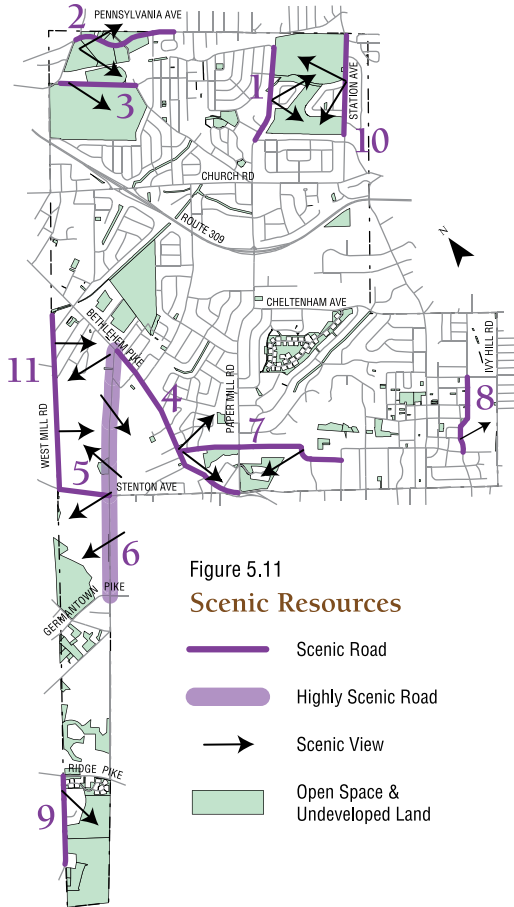 PENNSYLVANIA AVE
2
3
1
STATION AVE
10
CHURCH RD
ROUTE 309
N
CHELTENHAM AVE
BETHLEHEM PIKE
IVY HILL RD
11
WEST MILL RD
4
PAPER MILL RD
7
8
5
STENTON AVE
6
GERMANTOWN PIKE
RIDGE PIKE
9
Figure 5.11
Scenic Resources
Scenic Road
Highly Scenic Road
Scenic View
Open Space &
Undeveloped Land